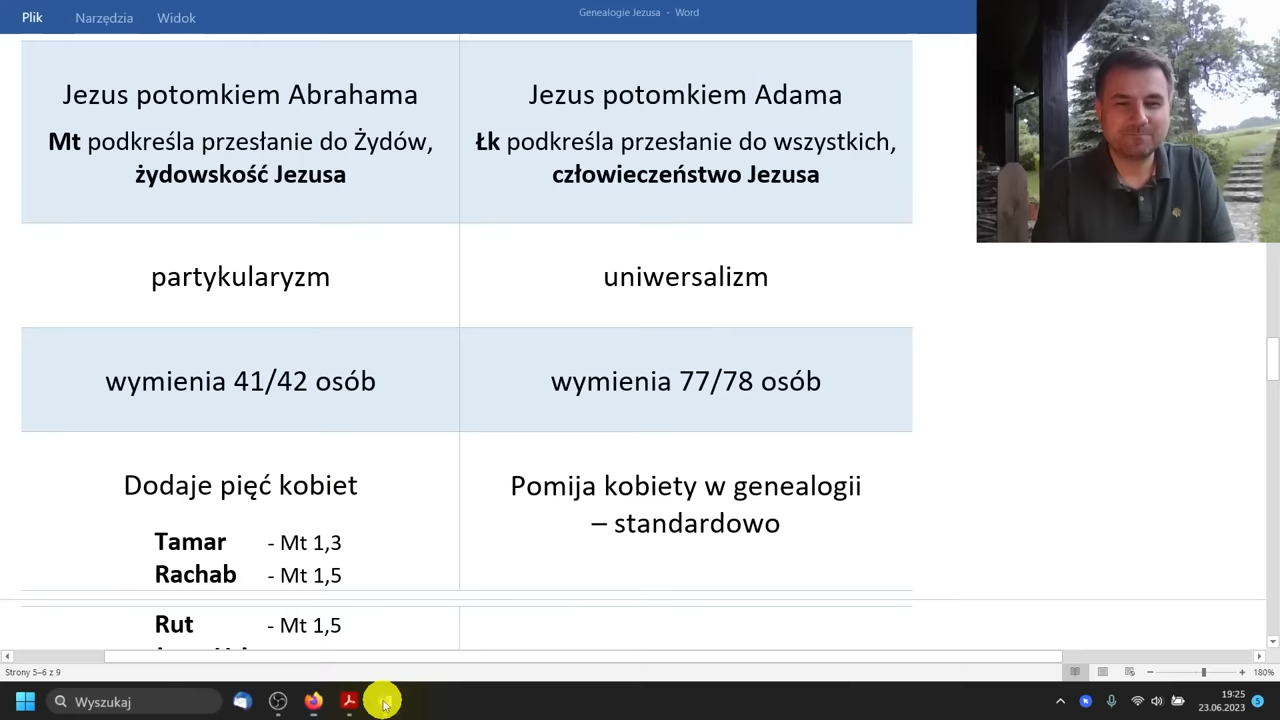 Plik Narzędzia Widok
Genealogie Jezusa - Word
Jezus potomkiem Abrahama
Mt podkreśla przesłanie do Żydów,
żydowskość Jezusa
Jezus potomkiem Adama
Łk podkreśla przesłanie do wszystkich,
człowieczeństwo Jezusa
partykularyzm
uniwersalizm
wymienia 41/42 osób
wymienia 77/78 osób
Dodaje pięć kobiet
Tamar - Mt 1,3
Rachab - Mt 1,5
Rut - Mt 1,5
Pomija kobiety w genealogii
– standardowo
Strony 5–6 z 9
180%
Wyszukaj
19:25
23.06.2023
5